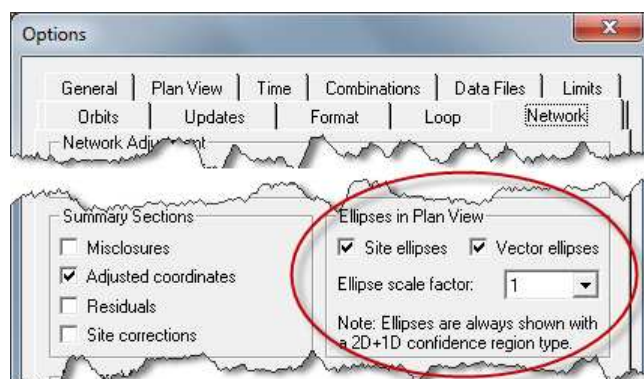 Options
General Plan View Time Combinations Data Files Limits
Orbits Updates Format Loop Network
Summary Sections
Misclosures
Adjusted coordinates
Residuals
Site corrections
Ellipses in Plan View
Site ellipses Vector ellipses
Ellipse scale factor: 1
Note: Ellipses are always shown with
a 2D+1D confidence region type.